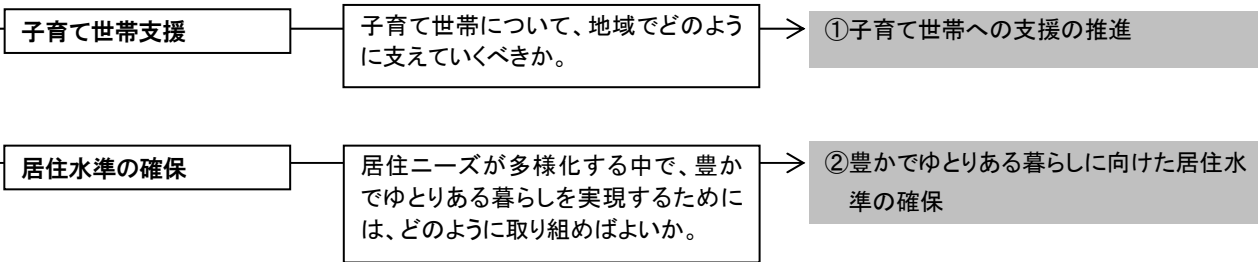 子育て世帯支援
子育て世帯について、地域でどのよう
に支えていくべきか。
①子育て世帯への支援の推進
居住水準の確保
居住ニーズが多様化する中で、豊か
でゆとりある暮らしを実現するために
は、どのように取り組めばよいか。
②豊かでゆとりある暮らしに向けた居住水
準の確保